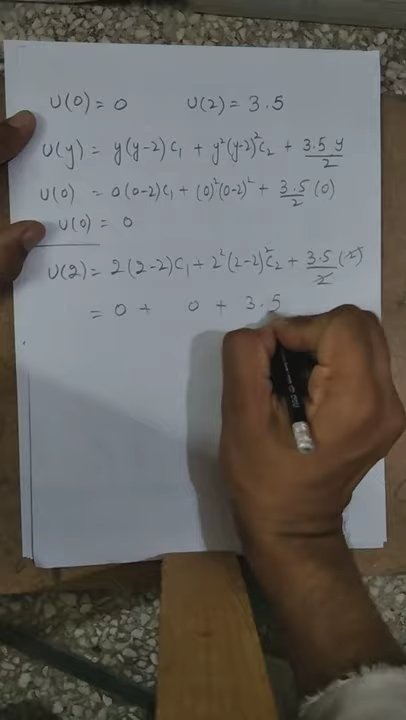 U(0) = 0 U(2) = 3.5
U(y) = y(y-2)C₁ + y²(y-2)²C₂ + 3.5 y/2
U(0) = 0(0-2)C₁ + (0)²(0-2)² + 3.5/2 (0)
U(0) = 0
U(2) = 2(2-2)C₁ + 2²(2-2)²C₂ + 3.5/2 (2)
= 0 + 0 + 3.5